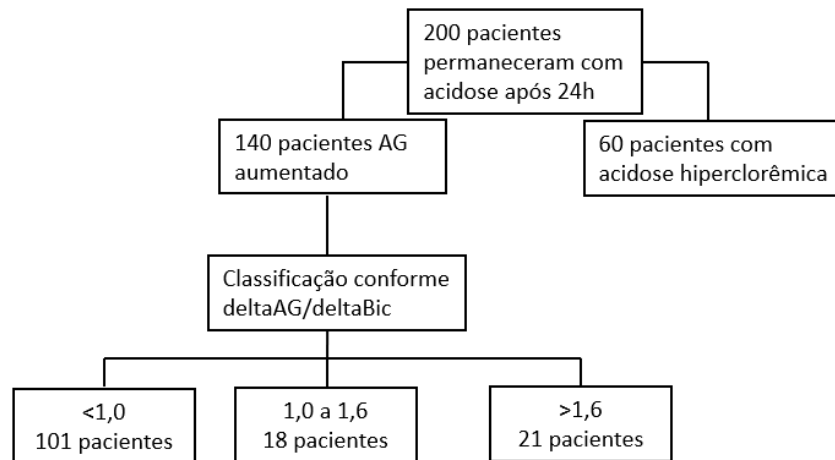 200 pacientes
permaneceram com
acidose após 24h
140 pacientes AG
aumentado
60 pacientes com
acidose hiperclorêmica
Classificação conforme
deltaAG/deltaBic
<1,0
101 pacientes
1,0 a 1,6
18 pacientes
>1,6
21 pacientes